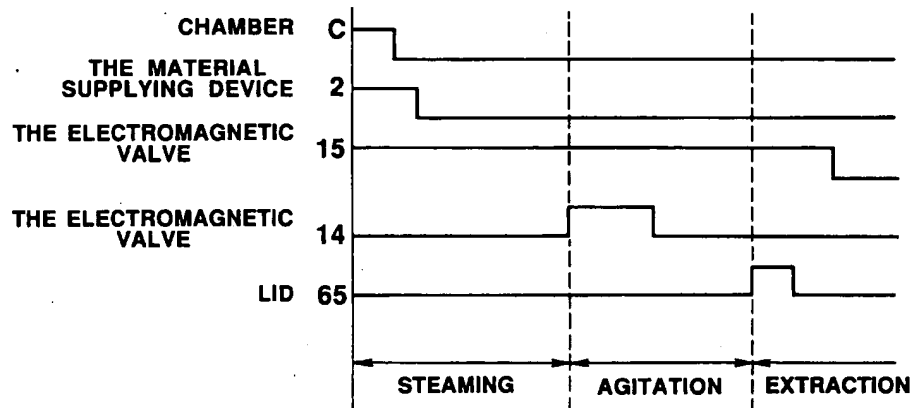 CHAMBER C
THE MATERIAL
SUPPLYING DEVICE 2
THE ELECTROMAGNETIC
VALVE 15
THE ELECTROMAGNETIC
VALVE 14
LID 65
STEAMING AGITATION EXTRACTION